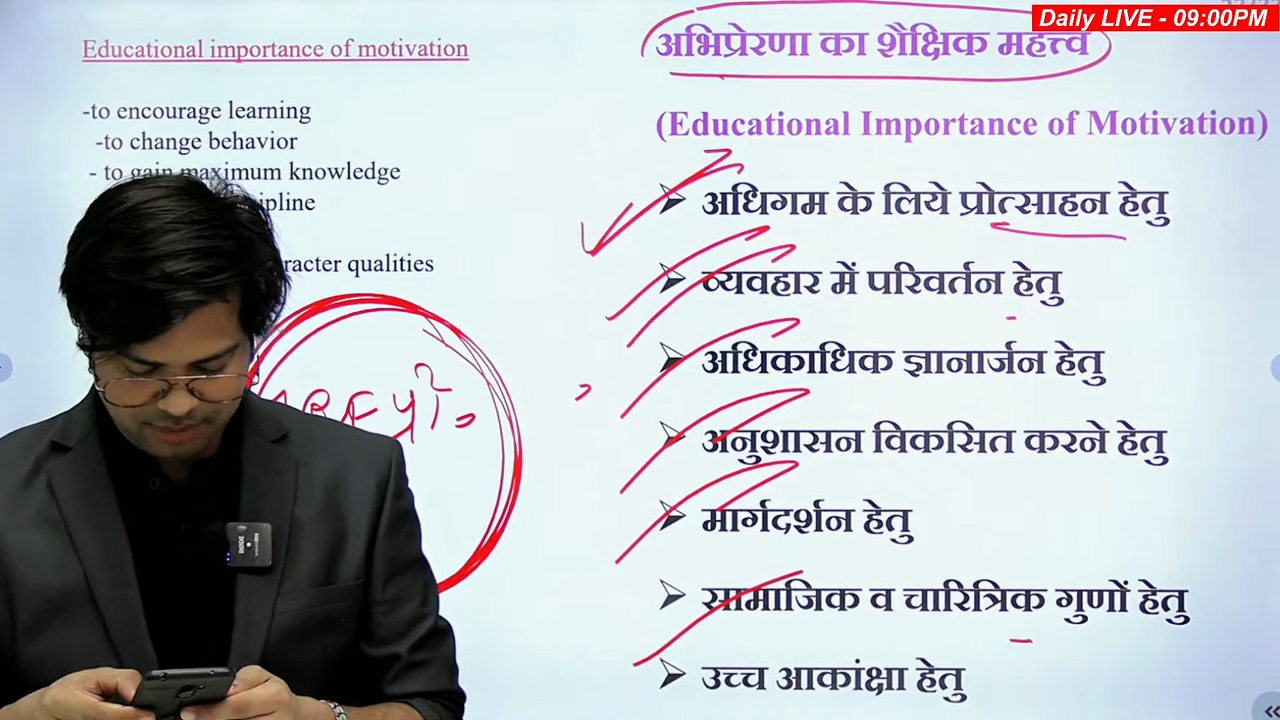 Daily LIVE - 09:00PM
Educational importance of motivation
-to encourage learning
-to change behavior
- to gain maximum knowledge
racter qualities
अभिप्रेरणा का शैक्षिक महत्त्व
(Educational Importance of Motivation)
अधिगम के लिये प्रोत्साहन हेतु
व्यवहार में परिवर्तन हेतु
अधिकाधिक ज्ञानार्जन हेतु
अनुशासन विकसित करने हेतु
मार्गदर्शन हेतु
सामाजिक व चारित्रिक गुणों हेतु
उच्च आकांक्षा हेतु